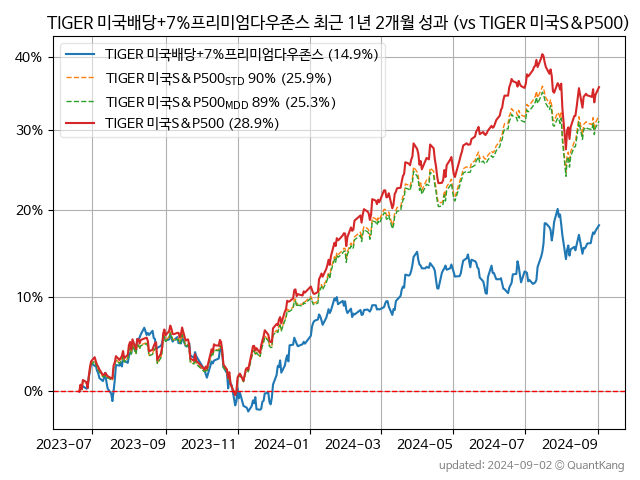 TIGER 미국배당+7%프리미엄다우존스 최근 1년 2개월 성과 (vs TIGER 미국S&P500)
40%
30%
20%
10%
0%
TIGER 미국배당+7%프리미엄다우존스 (14.9%)
TIGER 미국S&P500STD 90% (25.9%)
TIGER 미국S&P500MDD 89% (25.3%)
TIGER 미국S&P500 (28.9%)
2023-07 2023-09 2023-11 2024-01 2024-03 2024-05 2024-07 2024-09
updated: 2024-09-02 © QuantKang